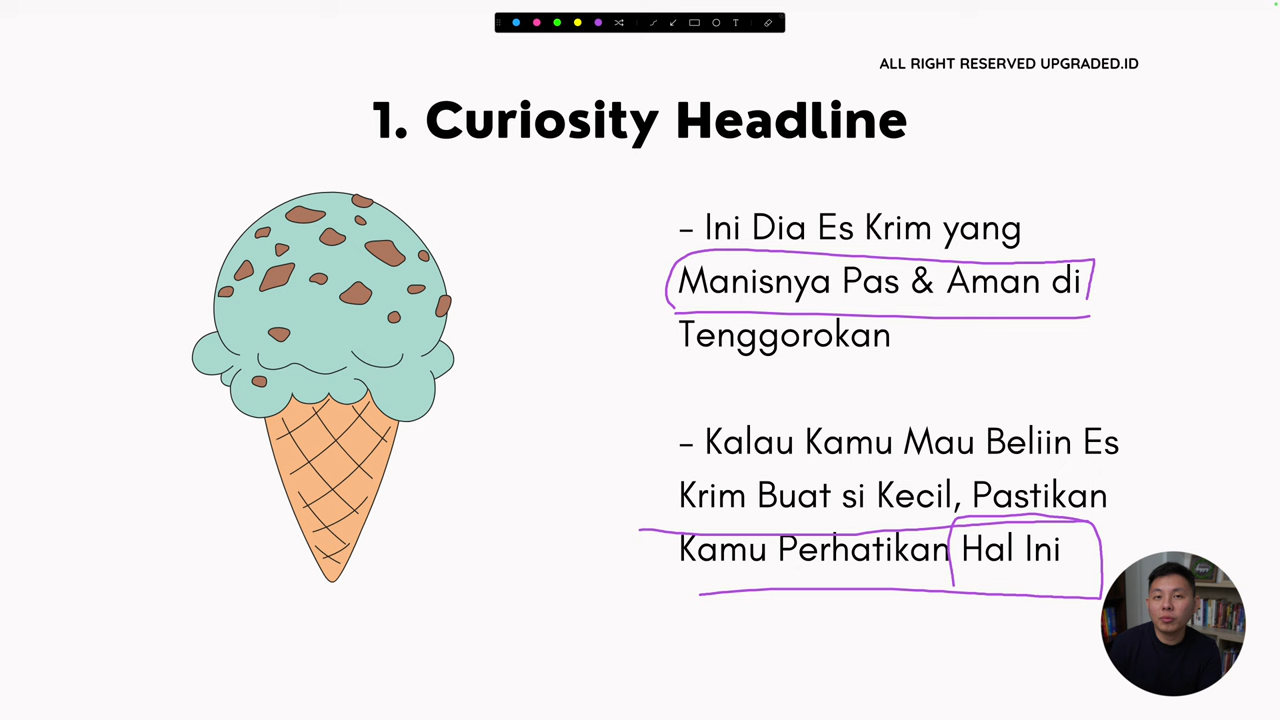 ALL RIGHT RESERVED UPGRADED.ID
1. Curiosity Headline
- Ini Dia Es Krim yang
Manisnya Pas & Aman di
Tenggorokan
- Kalau Kamu Mau Beliin Es
Krim Buat si Kecil, Pastikan
Kamu Perhatikan Hal Ini